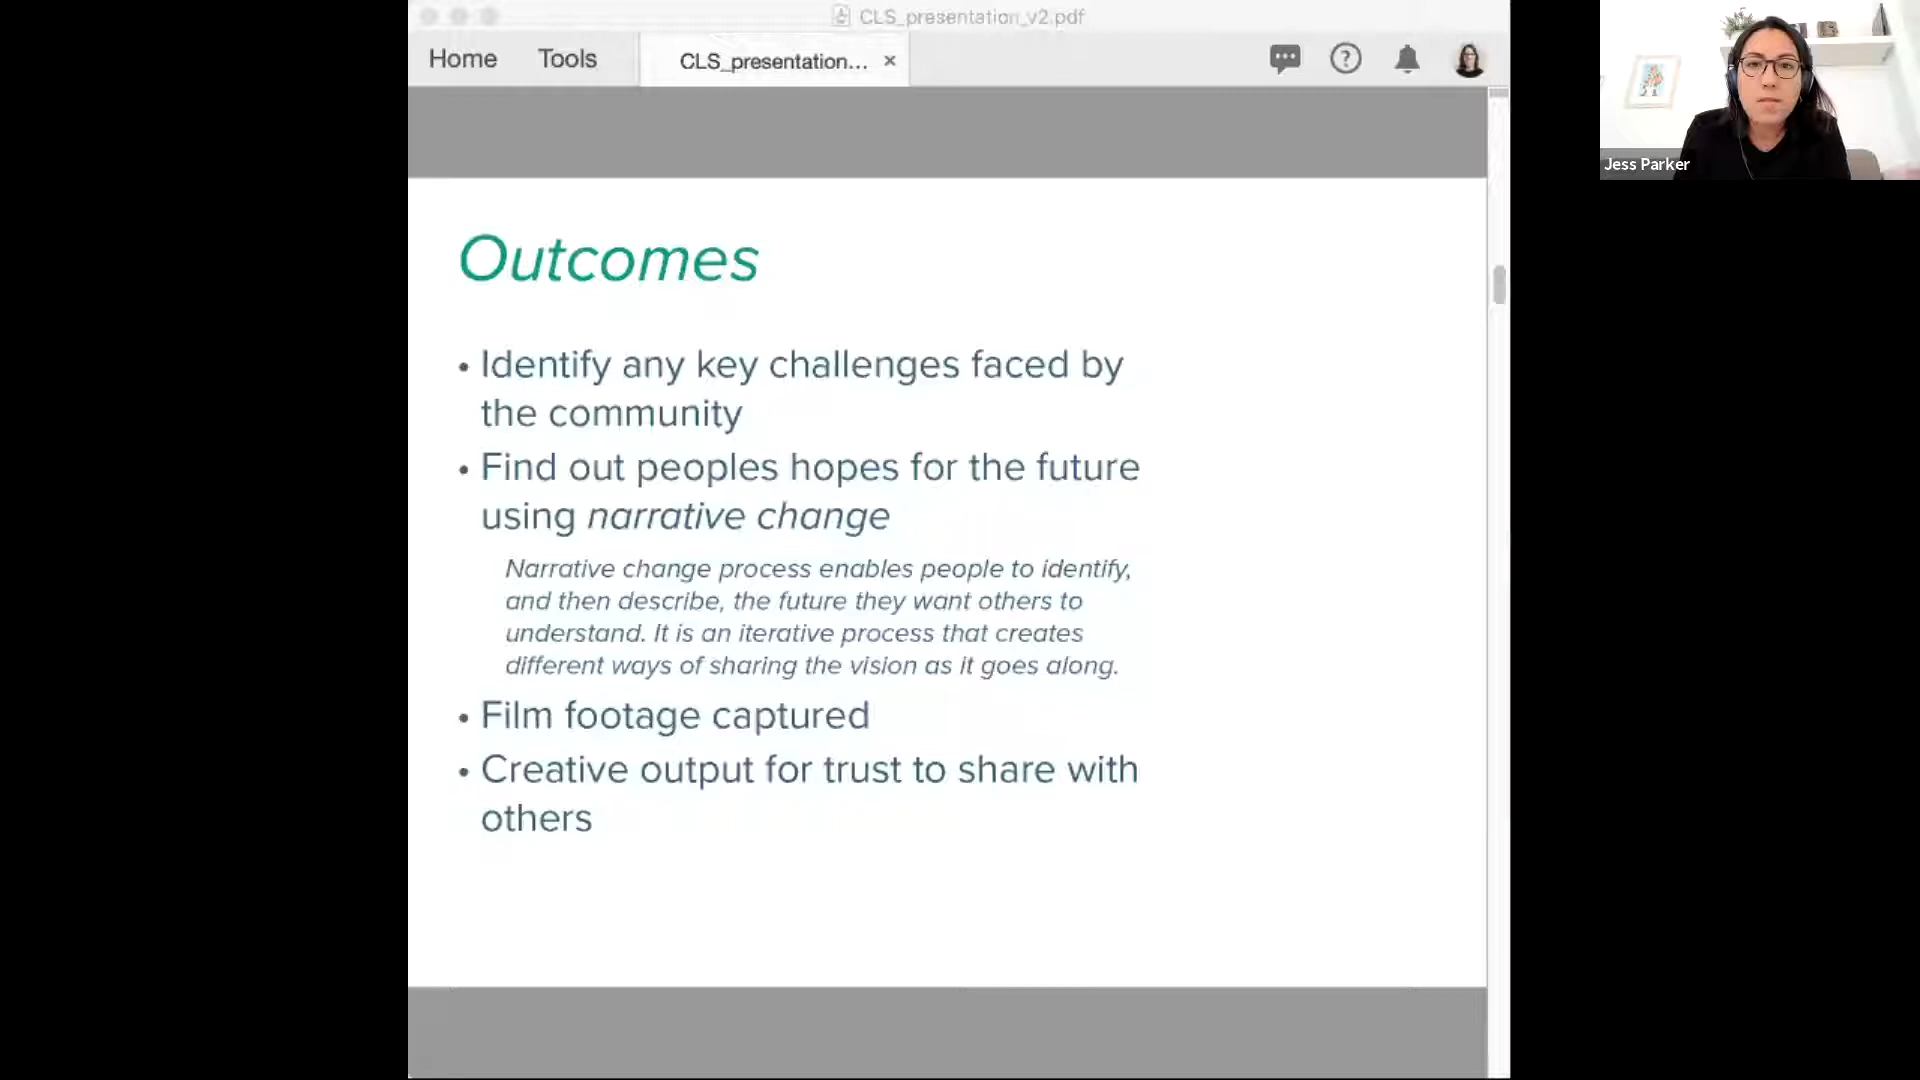 CLS_presentation_v2.pdf
Home
Tools
CLS_presentation... ×
Jess Parker
Outcomes
• Identify any key challenges faced by
the community
• Find out peoples hopes for the future
using narrative change
Narrative change process enables people to identify,
and then describe, the future they want others to
understand. It is an iterative process that creates
different ways of sharing the vision as it goes along.
• Film footage captured
• Creative output for trust to share with
others